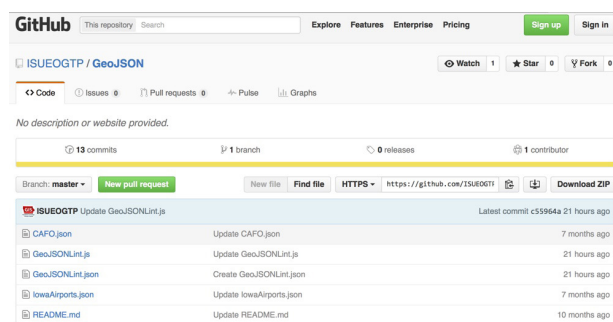 GitHub This repository Search Explore Features Enterprise Pricing Sign up Sign in
ISUEOGTP / GeoJSON Watch 1 Star 0 Fork 0
Code Issues 0 Pull requests 0 Pulse Graphs
No description or website provided.
13 commits 1 branch 0 releases 1 contributor
Branch: master New pull request New file Find file HTTPS https://github.com/ISUEOGTP Download ZIP
ISUEOGTP Update GeoJSONLint.js Latest commit c55964a 21 hours ago
CAFO.json Update CAFO.json 7 months ago
GeoJSONLint.js Update GeoJSONLint.js 21 hours ago
GeoJSONLint.json Create GeoJSONLint.json 21 hours ago
IowaAirports.json Update IowaAirports.json 7 months ago
README.md Update README.md 10 months ago